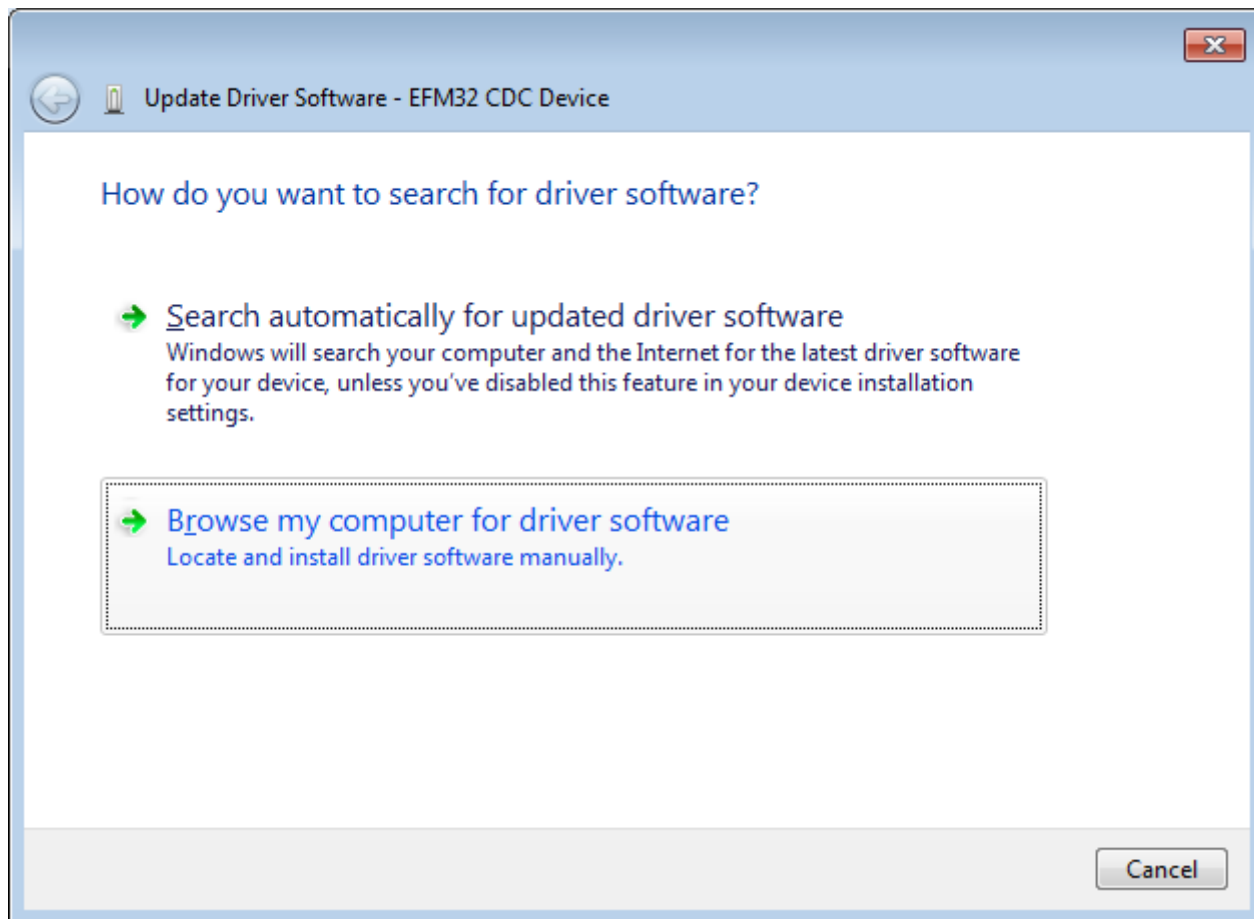 Update Driver Software - EFM32 CDC Device
How do you want to search for driver software?
Search automatically for updated driver software
Windows will search your computer and the Internet for the latest driver software
for your device, unless you've disabled this feature in your device installation
settings.
Browse my computer for driver software
Locate and install driver software manually.
Cancel